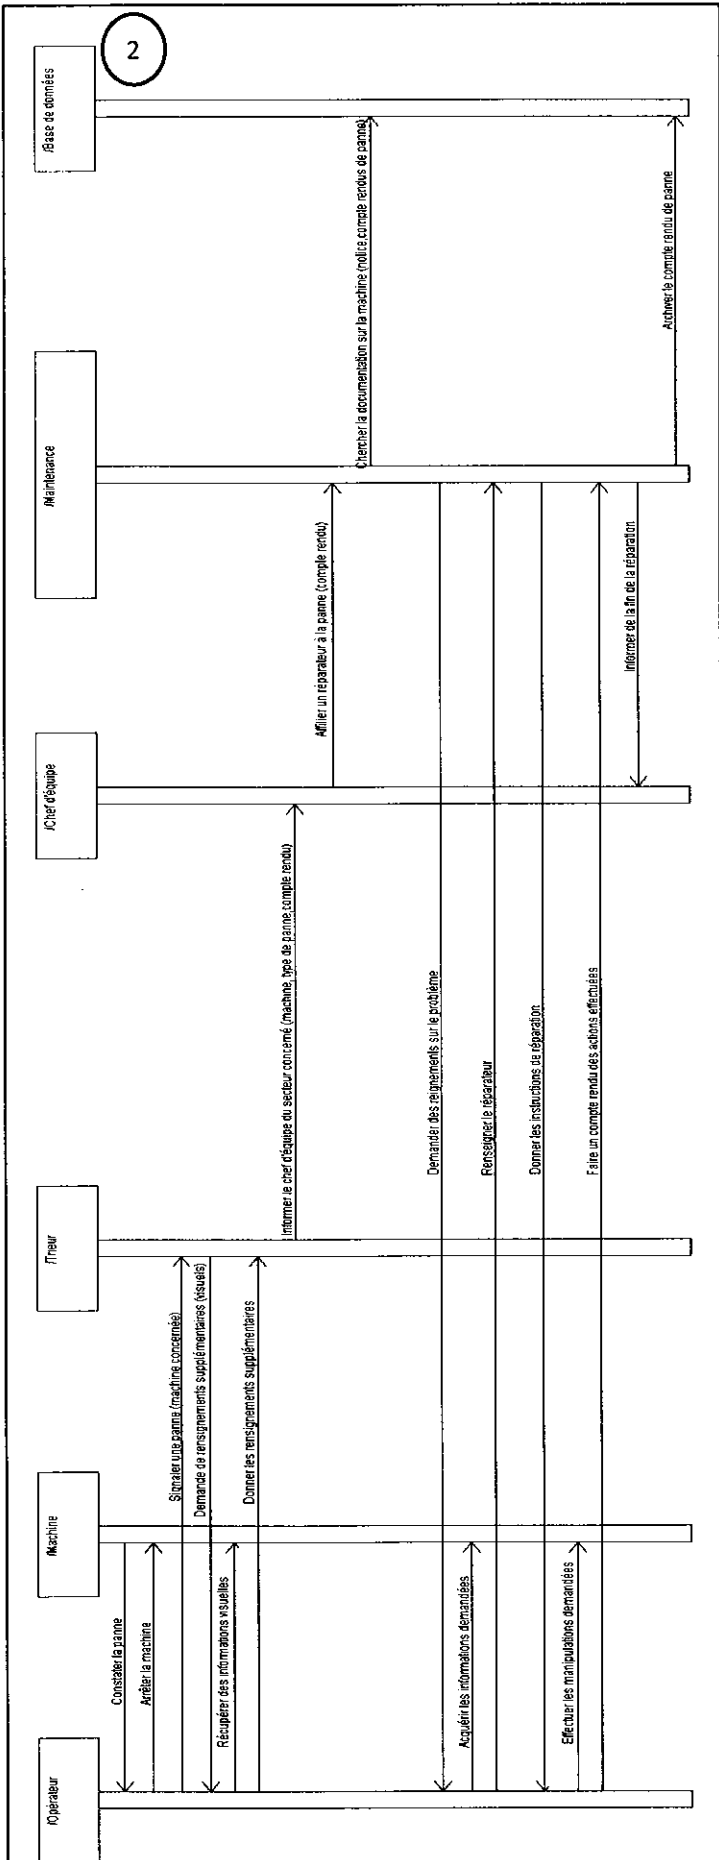 2
/Opérateur
/Machine
/Trieur
/Chef d'équipe
/Maintenance
/Base de données
Constater la panne
Arrêter la machine
Signaler une panne (machine concernée)
Demande de rensignements supplémentaires (visuels)
Récupérer des informations visuelles
Donner les rensignements supplémentaires
Informer le chef d'équipe du secteur concerné (machine,type de panne,compte rendu)
Affilier un réparateur à la panne (compte rendu)
Chercher la documentation sur la machine (notice,compte rendus de panne)
Demander des reignements sur le problème
Acquérir les informations demandées
Renseigner le réparateur
Donner les instructions de réparation
Effectuer les manipulations demandées
Faire un compte rendu des actions effectuées
Informer de la fin de la réparation
Archiver le compte rendu de panne